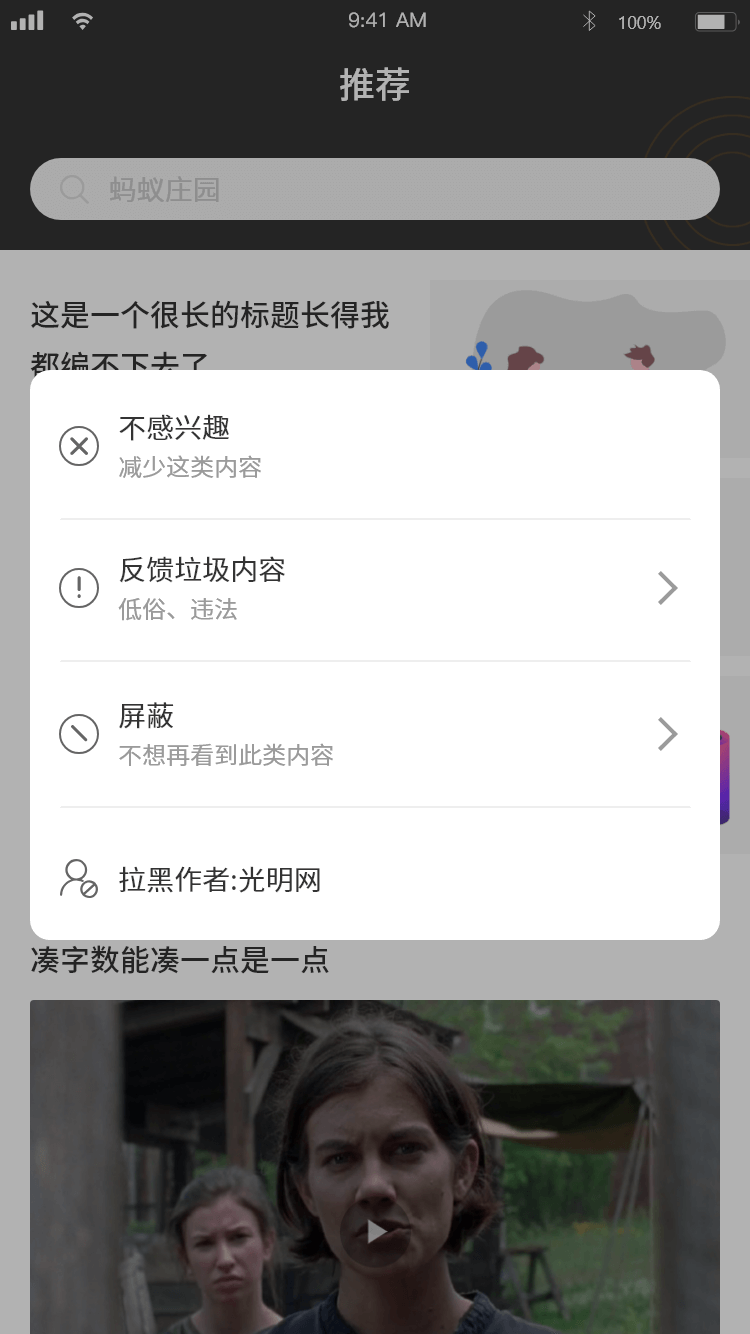 9:41 AM
100%
推荐
蚂蚁庄园
这是一个很长的标题长得我
都编不下去了
不感兴趣
减少这类内容
反馈垃圾内容
低俗、违法
屏蔽
不想再看到此类内容
拉黑作者:光明网
凑字数能凑一点是一点